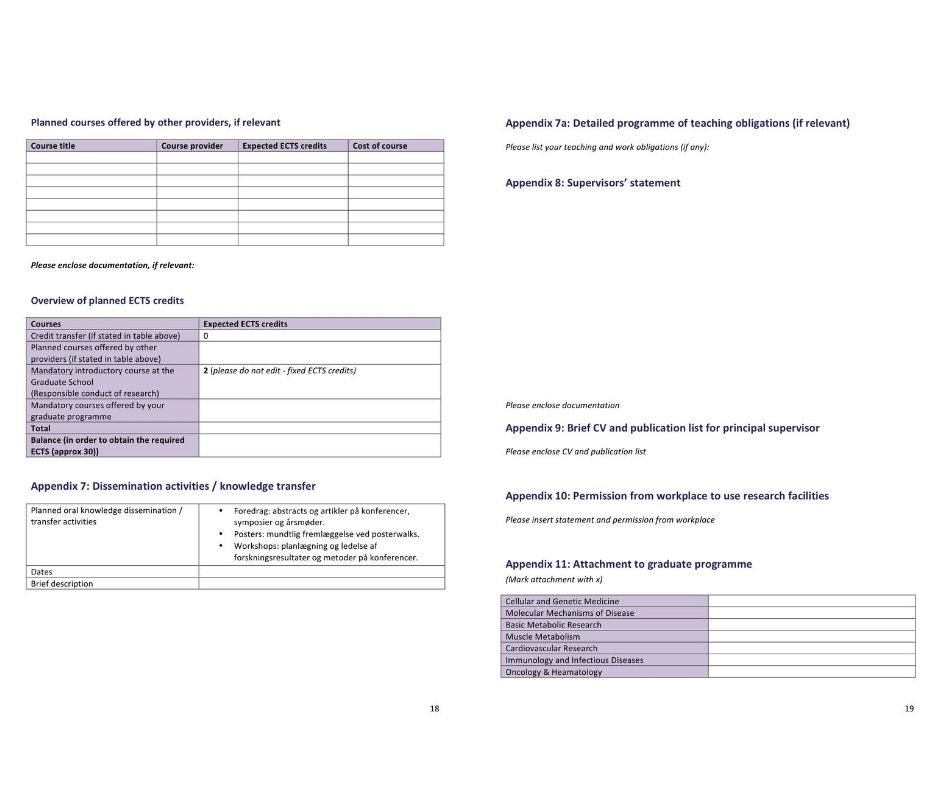 Planned courses offered by other providers, if relevant
Course title Course provider Expected ECTS credits Cost of course
Please enclose documentation, if relevant:
Overview of planned ECTS credits
Courses Expected ECTS credits
Credit transfer (if stated in table above) 0
Planned courses offered by other
providers (if stated in table above)
Mandatory introductory course at the 2 (please do not edit - fixed ECTS credits)
Graduate School
(Responsible conduct of research)
Mandatory courses offered by your
graduate programme
Total
Balance (in order to obtain the required
ECTS (approx 30))
Appendix 7: Dissemination activities / knowledge transfer
Planned oral knowledge dissemination /
transfer activities
• Foredrag: abstracts og artikler på konferencer,
symposier og årsmøder.
• Posters: mundtlig fremlæggelse ved posterwalks.
• Workshops: planlægning og ledelse af
forskningsresultater og metoder på konferencer.
Dates
Brief description
18
Appendix 7a: Detailed programme of teaching obligations (if relevant)
Please list your teaching and work obligations (if any):
Appendix 8: Supervisors’ statement
Please enclose documentation
Appendix 9: Brief CV and publication list for principal supervisor
Please enclose CV and publication list
Appendix 10: Permission from workplace to use research facilities
Please insert statement and permission from workplace
Appendix 11: Attachment to graduate programme
(Mark attachment with x)
Cellular and Genetic Medicine
Molecular Mechanisms of Disease
Basic Metabolic Research
Muscle Metabolism
Cardiovascular Research
Immunology and Infectious Diseases
Oncology & Heamatology
19